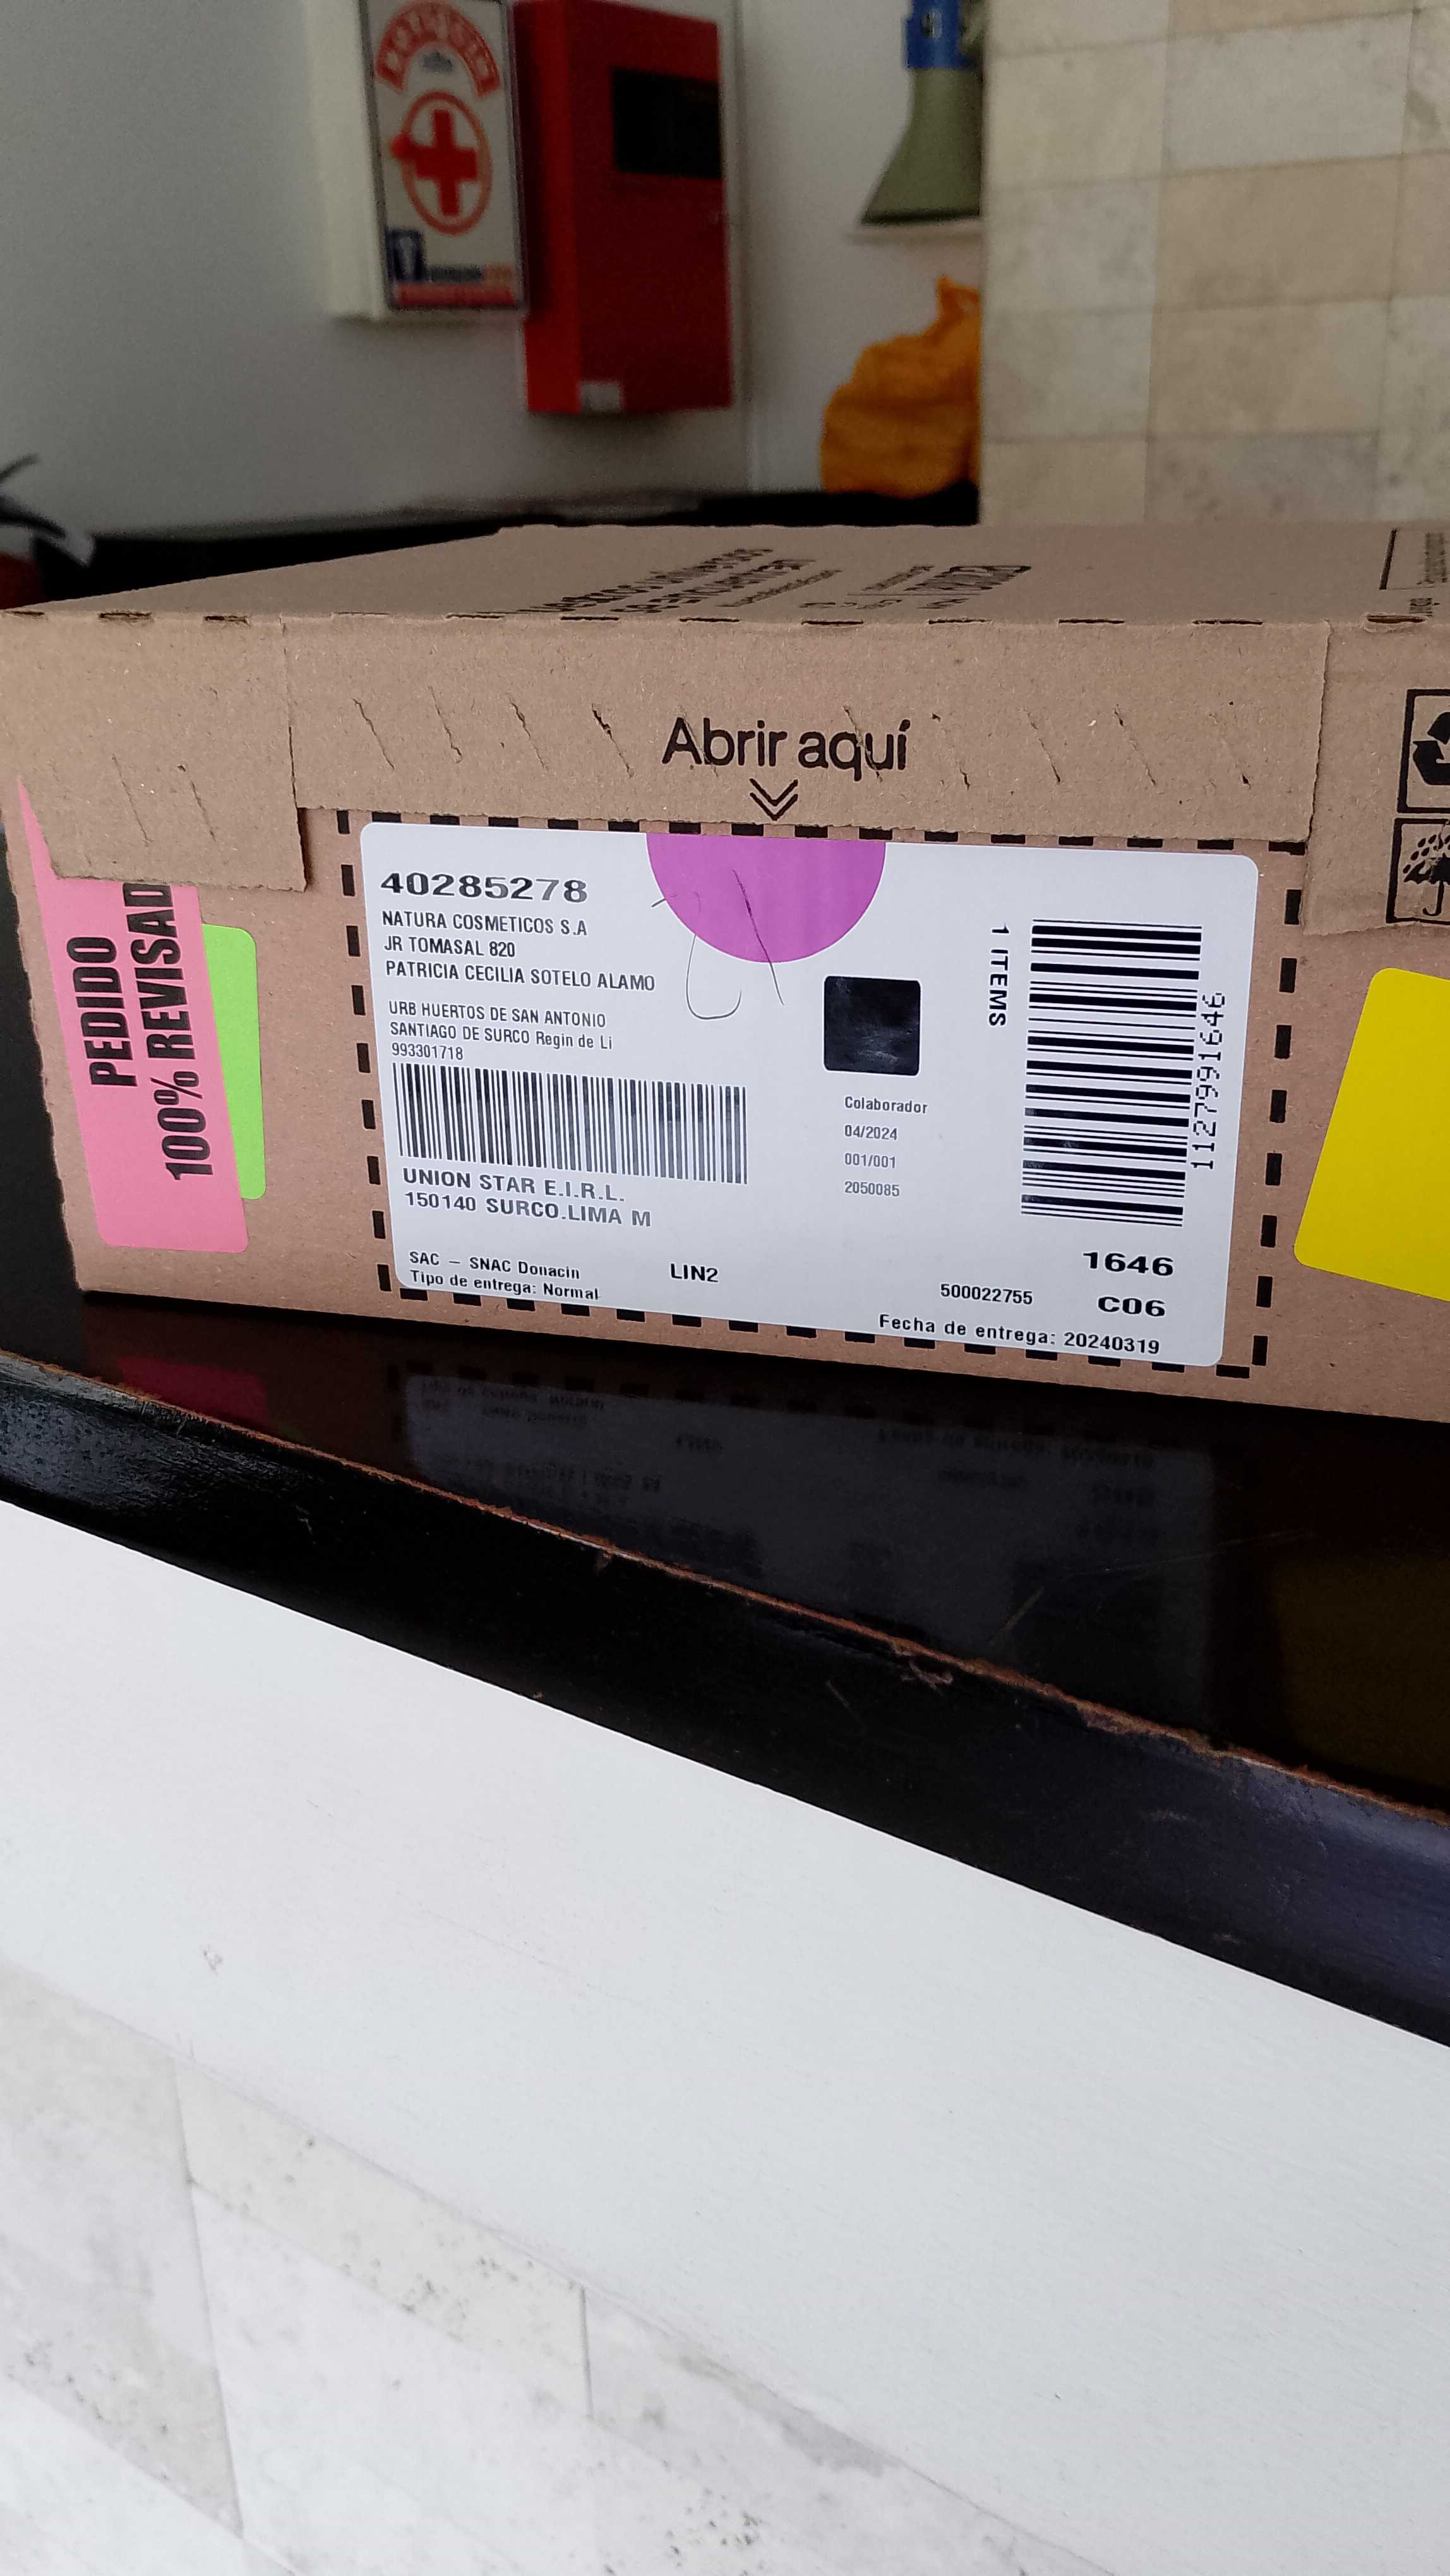 Abrir aquí
PEDIDO
100% REVISAD
40285278
NATURA COSMETICOS S.A
JR TOMASAL 820
PATRICIA CECILIA SOTELO ALAMO
URB HUERTOS DE SAN ANTONIO
SANTIAGO DE SURCO Regin de Li
993301718
UNION STAR E.I.R.L.
150140 SURCO.LIMA M
SAC – SNAC Donacin
Tipo de entrega: Normal
LIN2
1 ITEMS
Colaborador
04/2024
001/001
2050085
1127991646
1646
500022755
C06
Fecha de entrega: 20240319